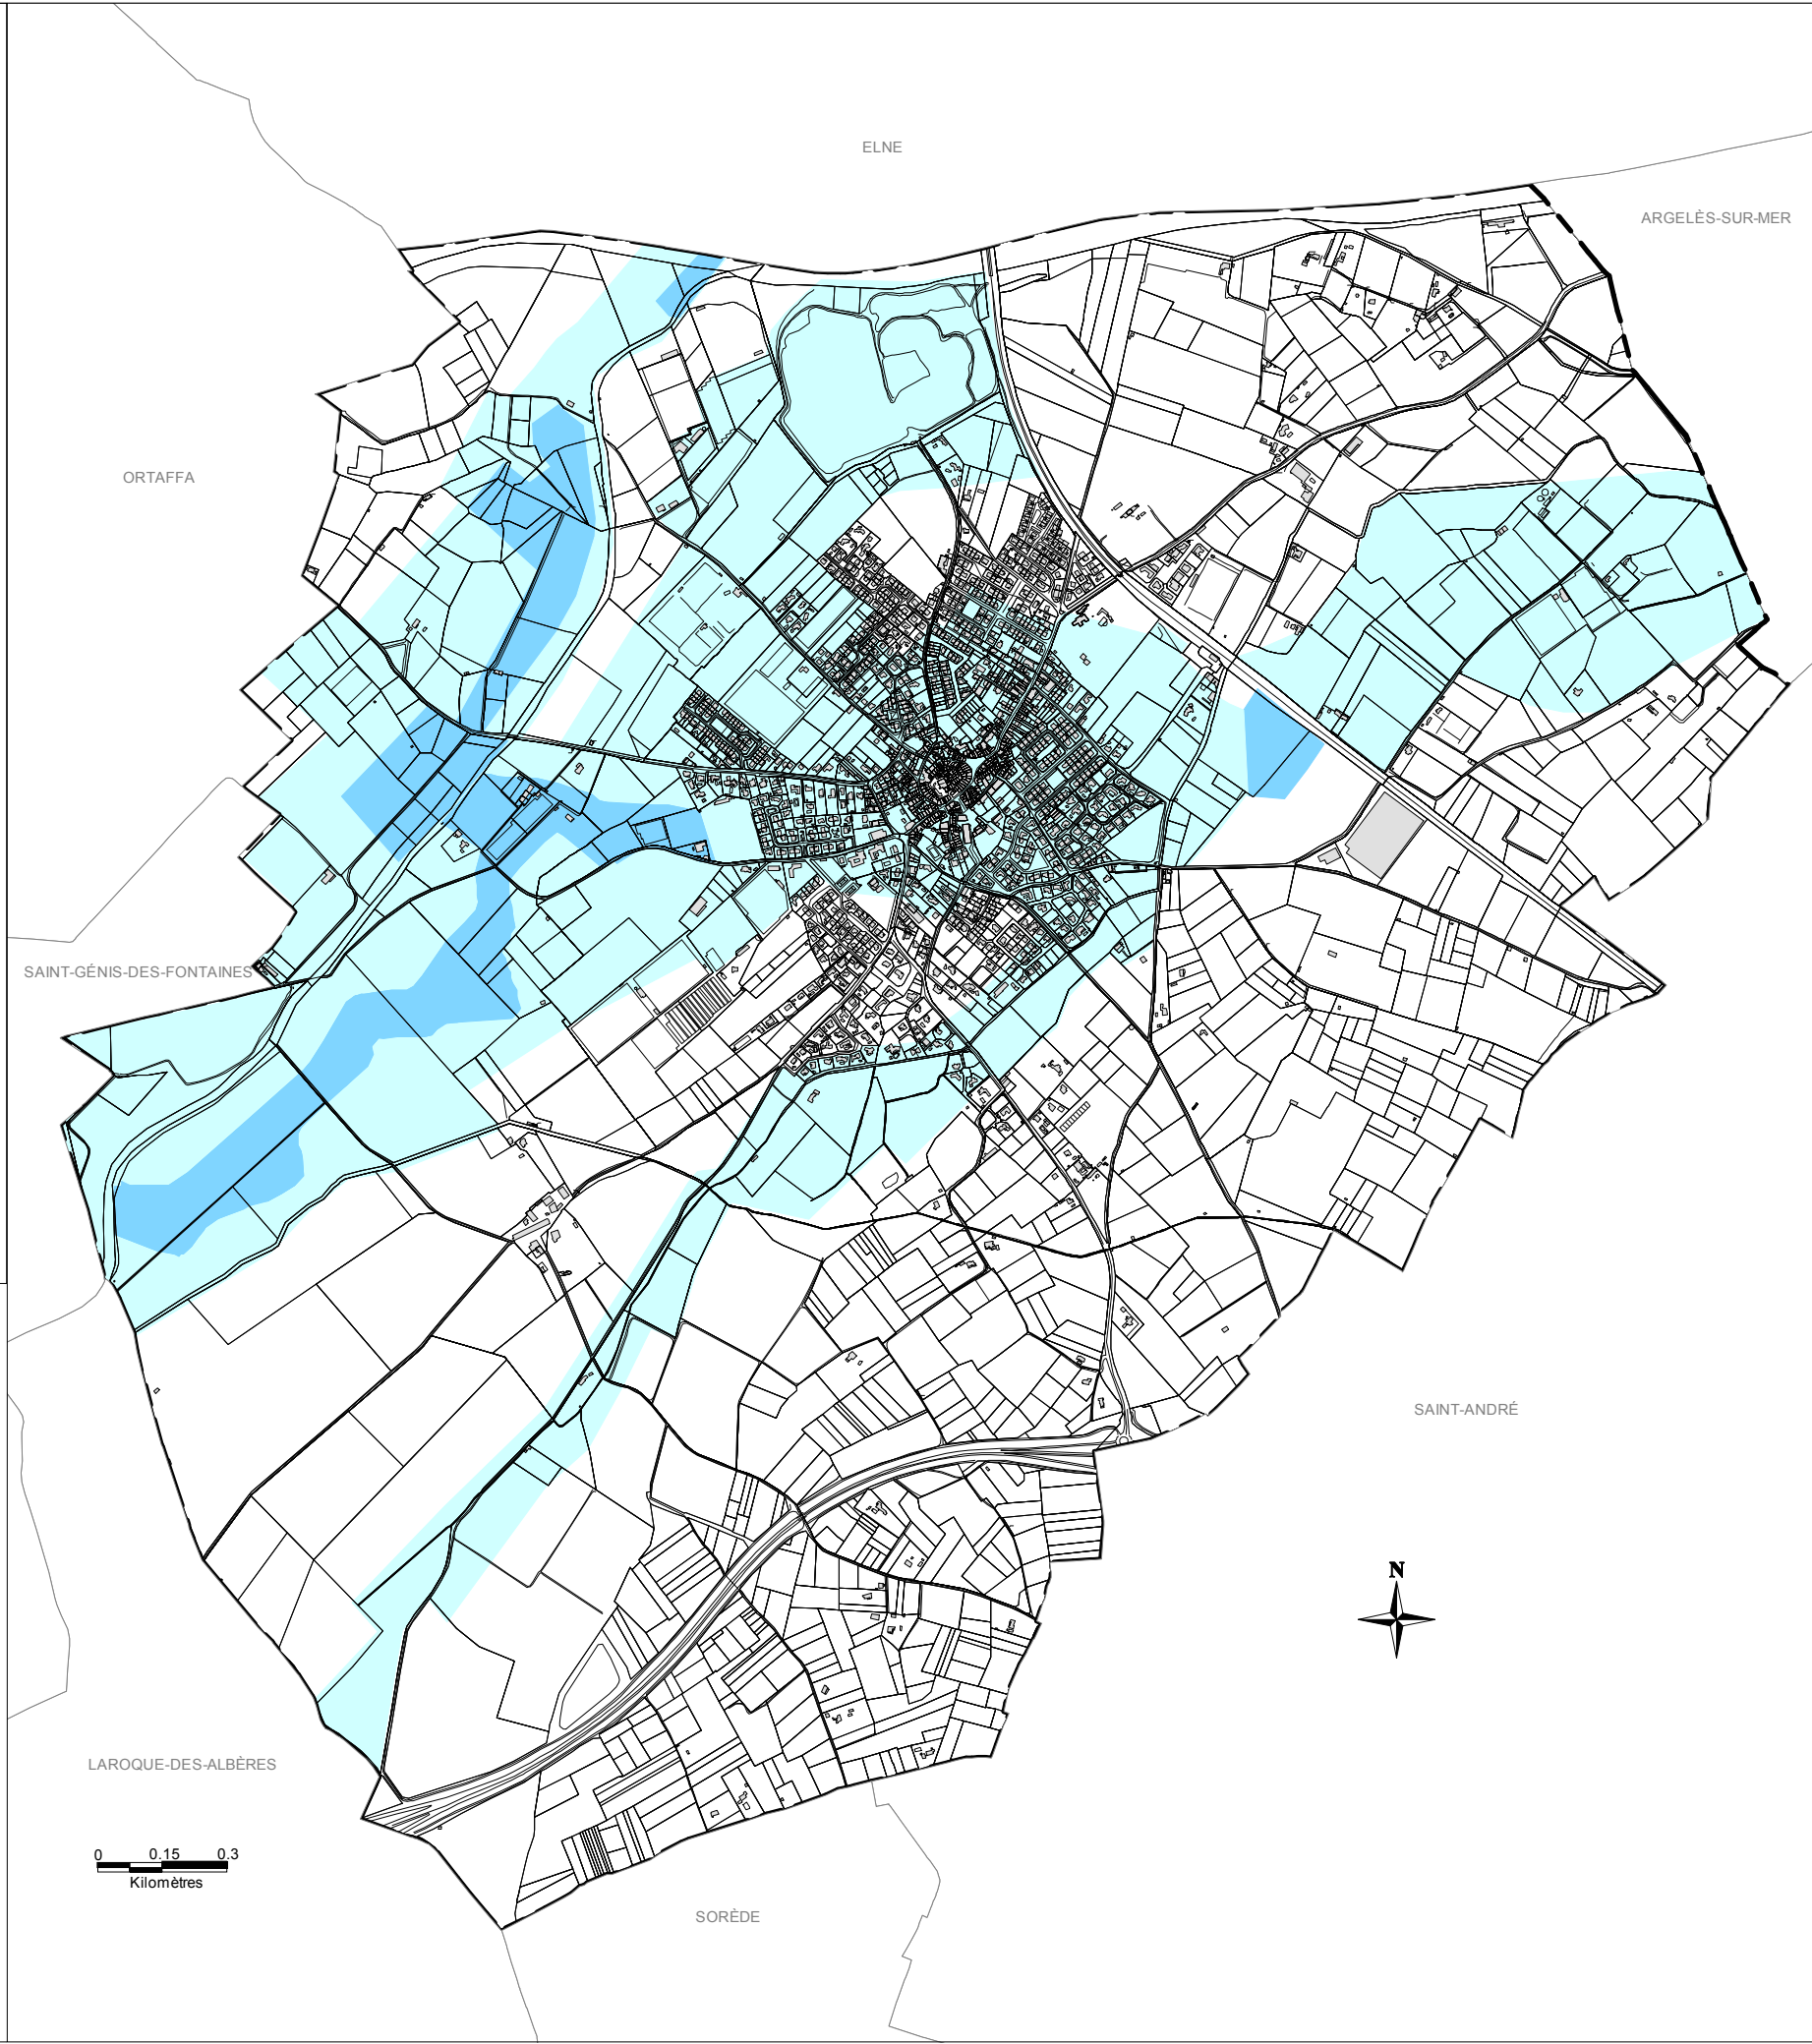 ELNE
ARGELÈS-SUR-MER
ORTAFFA
SAINT-GÉNIS-DES-FONTAINES
SAINT-ANDRÉ
N
LAROQUE-DES-ALBÈRES
0 0.15 0.3
Kilomètres
SORÈDE